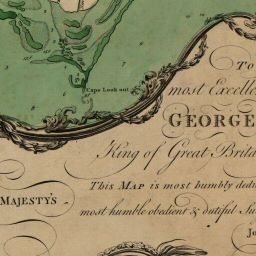 Cape Look out
To
most Excelle
GEORGE
King of Great Brita
This MAP is most humbly dedi
MAJESTY'S
most humble obedient & dutiful Su
Jo